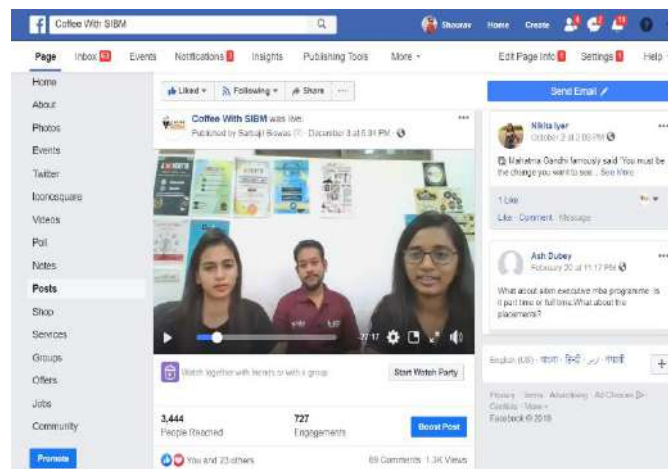 Coffee With SIBM
Shourav Home Create
Page Inbox Events Notifications Insights Publishing Tools More Edit Page Info Settings Help
Home
About
Photos
Events
Twitter
Iconosquare
Videos
Poll
Notes
Posts
Shop
Services
Groups
Offers
Jobs
Community
Promote
Liked Following Share
Coffee With SIBM was live.
Published by Sarbajit Biswas · December 3 at 5:31 PM ·
-27:17
Watch together with friends or with a group
Start Watch Party
3,444
People Reached
727
Engagements
Boost Post
You and 23 others
69 Comments 1.3K Views
Send Email
Nikita Iyer
October 2 at 2:03 PM
Mahatma Gandhi famously said 'You must be
the change you want to see... See More
1 Like
Like · Comment · Message
Ash Dubey
February 20 at 11:17 PM
What about sibm executive mba programme. Is
it part time or full time. What about the
placements?
English (US) · বাংলা · हिन्दी · اردو · नेपाली
Privacy · Terms · Advertising · Ad Choices
Cookies · More
Facebook © 2018